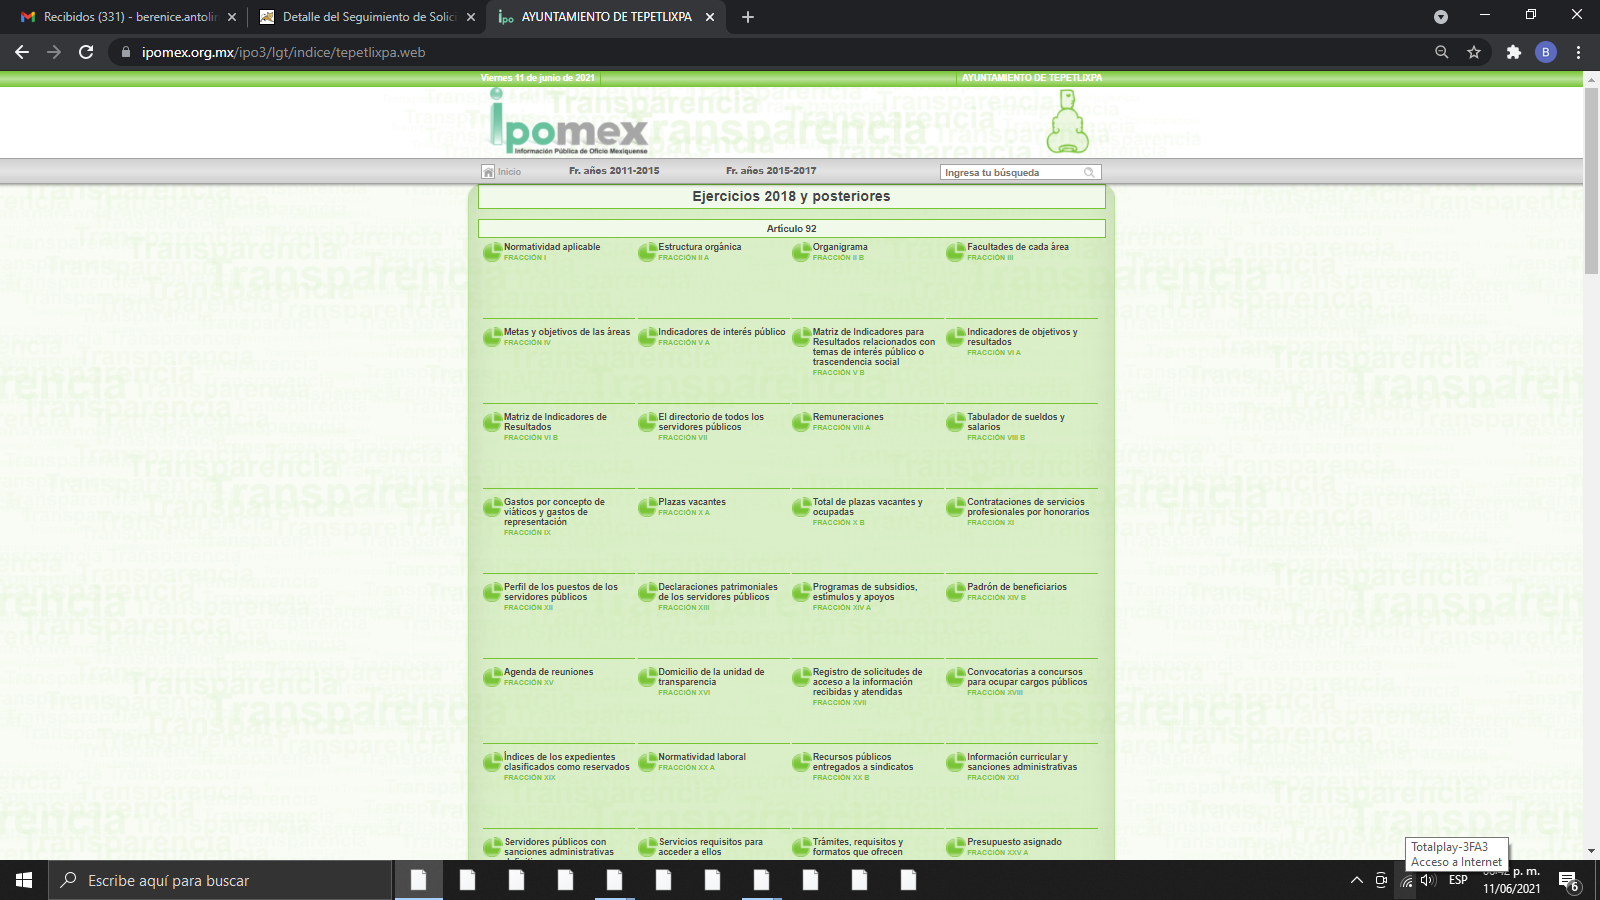 Recibidos (331) - berenice.antolin
Detalle del Seguimiento de Solici
AYUNTAMIENTO DE TEPETLIXPA
ipomex.org.mx/ipo3/lgt/indice/tepetlixpa.web
B
Viernes 11 de junio de 2021
AYUNTAMIENTO DE TEPETLIXPA
ipomex
Información Pública de Oficio Mexiquense
Transparencia
Inicio
Fr. años 2011-2015
Fr. años 2015-2017
Ingresa tu búsqueda
Ejercicios 2018 y posteriores
Artículo 92
Normatividad aplicable
FRACCIÓN I
Estructura orgánica
FRACCIÓN II A
Organigrama
FRACCIÓN II B
Facultades de cada área
FRACCIÓN III
Metas y objetivos de las áreas
FRACCIÓN IV
Indicadores de interés público
FRACCIÓN V A
Matriz de Indicadores para
Resultados relacionados con
temas de interés público o
trascendencia social
FRACCIÓN V B
Indicadores de objetivos y
resultados
FRACCIÓN VI A
Matriz de Indicadores de
Resultados
FRACCIÓN VI B
El directorio de todos los
servidores públicos
FRACCIÓN VII
Remuneraciones
FRACCIÓN VIII A
Tabulador de sueldos y
salarios
FRACCIÓN VIII B
Gastos por concepto de
viáticos y gastos de
representación
FRACCIÓN IX
Plazas vacantes
FRACCIÓN X A
Total de plazas vacantes y
ocupadas
FRACCIÓN X B
Contrataciones de servicios
profesionales por honorarios
FRACCIÓN XI
Perfil de los puestos de los
servidores públicos
FRACCIÓN XII
Declaraciones patrimoniales
de los servidores públicos
FRACCIÓN XIII
Programas de subsidios,
estímulos y apoyos
FRACCIÓN XIV A
Padrón de beneficiarios
FRACCIÓN XIV B
Agenda de reuniones
FRACCIÓN XV
Domicilio de la unidad de
transparencia
FRACCIÓN XVI
Registro de solicitudes de
acceso a la información
recibidas y atendidas
FRACCIÓN XVII
Convocatorias a concursos
para ocupar cargos públicos
FRACCIÓN XVIII
Índices de los expedientes
clasificados como reservados
FRACCIÓN XIX
Normatividad laboral
FRACCIÓN XX A
Recursos públicos
entregados a sindicatos
FRACCIÓN XX B
Información curricular y
sanciones administrativas
FRACCIÓN XXI
Servidores públicos con
sanciones administrativas
Servicios requisitos para
acceder a ellos
Trámites, requisitos y
formatos que ofrecen
Presupuesto asignado
FRACCIÓN XXV A
Totalplay-3FA3
Acceso a Internet
Escribe aquí para buscar
ESP
p. m.
11/06/2021
6